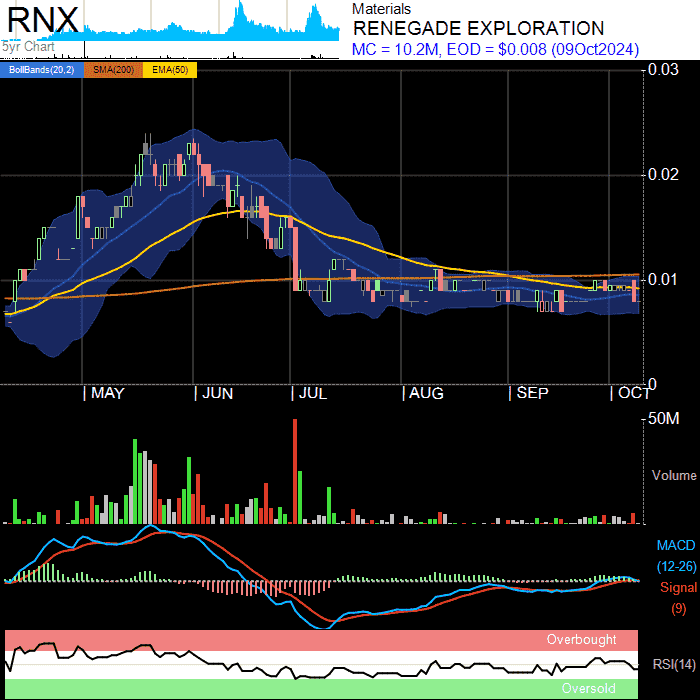 RNX
5yr Chart
Materials
RENEGADE EXPLORATION
MC = 10.2M, EOD = $0.008 (09Oct2024)
BollBands(20,2) SMA(200) EMA(50)
0.03
0.02
0.01
0
MAY JUN JUL AUG SEP OCT
50M
Volume
MACD
(12-26)
Signal
(9)
Overbought
RSI(14)
Oversold